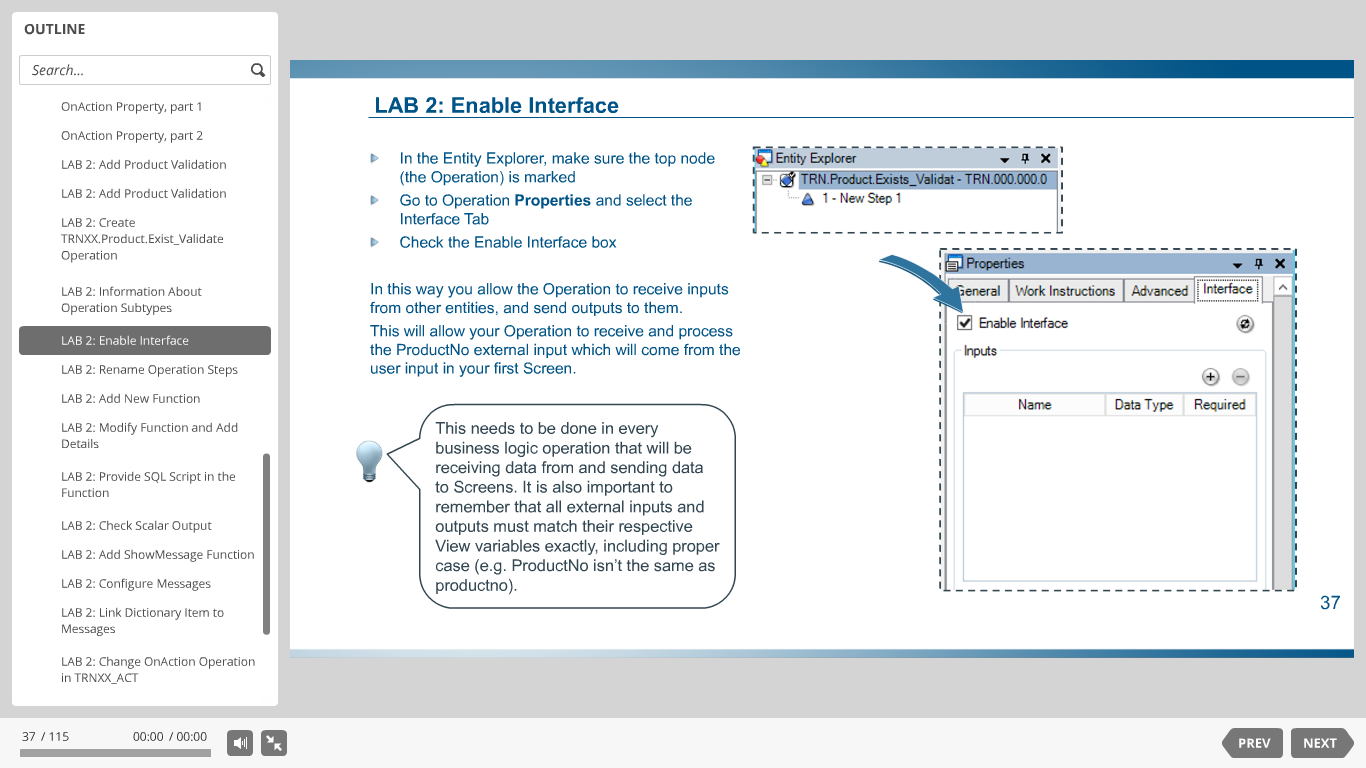 OUTLINE
Search...
OnAction Property, part 1
OnAction Property, part 2
LAB 2: Add Product Validation
LAB 2: Add Product Validation
LAB 2: Create
TRNXX.Product.Exist_Validate
Operation
LAB 2: Information About
Operation Subtypes
LAB 2: Enable Interface
LAB 2: Rename Operation Steps
LAB 2: Add New Function
LAB 2: Modify Function and Add
Details
LAB 2: Provide SQL Script in the
Function
LAB 2: Check Scalar Output
LAB 2: Add ShowMessage Function
LAB 2: Configure Messages
LAB 2: Link Dictionary Item to
Messages
LAB 2: Change OnAction Operation
in TRNXX_ACT
LAB 2: Enable Interface
In the Entity Explorer, make sure the top node
(the Operation) is marked
Go to Operation Properties and select the
Interface Tab
Check the Enable Interface box
In this way you allow the Operation to receive inputs
from other entities, and send outputs to them.
This will allow your Operation to receive and process
the ProductNo external input which will come from the
user input in your first Screen.
This needs to be done in every
business logic operation that will be
receiving data from and sending data
to Screens. It is also important to
remember that all external inputs and
outputs must match their respective
View variables exactly, including proper
case (e.g. ProductNo isn't the same as
productno).
Entity Explorer
TRN.Product.Exists_Validat - TRN.000.000.0
1 - New Step 1
Properties
General Work Instructions Advanced Interface
Enable Interface
Inputs
Name Data Type Required
37
37 / 115 00:00 / 00:00
PREV NEXT